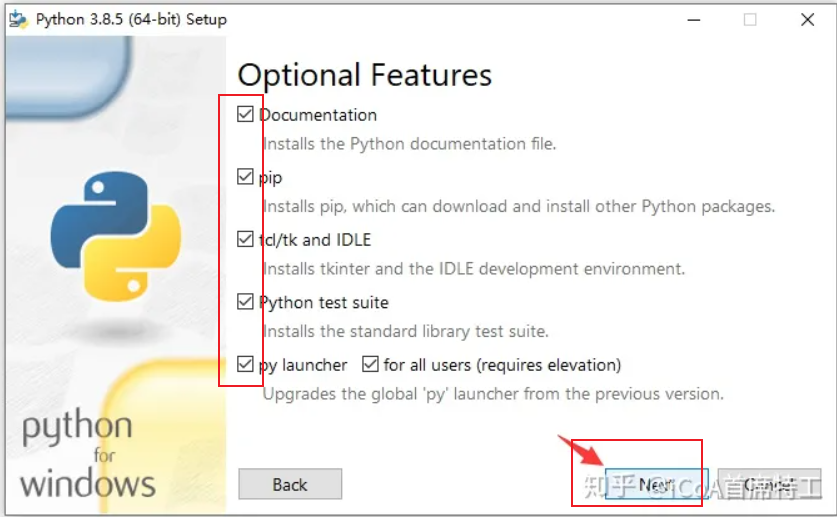 Python 3.8.5 (64-bit) Setup
Optional Features
Documentation
Installs the Python documentation file.
pip
Installs pip, which can download and install other Python packages.
tcl/tk and IDLE
Installs tkinter and the IDLE development environment.
Python test suite
Installs the standard library test suite.
py launcher for all users (requires elevation)
Upgrades the global 'py' launcher from the previous version.
python
for
windows
Back Next Cancel
知乎 @iCoA首席特工